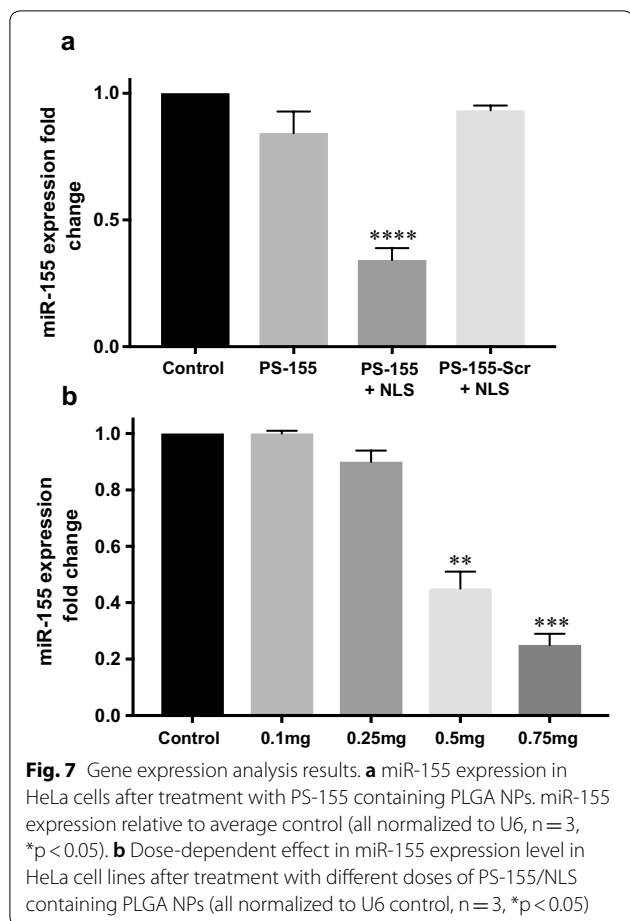 a
miR-155 expression fold
change
1.0
0.5
0.0
****
Control
PS-155
PS-155
+ NLS
PS-155-Scr
+ NLS
b
miR-155 expression
fold change
1.0
0.8
0.6
0.4
0.2
0.0
**
***
Control
0.1mg
0.25mg
0.5mg
0.75mg
Fig. 7 Gene expression analysis results. a miR-155 expression in
HeLa cells after treatment with PS-155 containing PLGA NPs. miR-155
expression relative to average control (all normalized to U6, n = 3,
*p < 0.05). b Dose-dependent effect in miR-155 expression level in
HeLa cell lines after treatment with different doses of PS-155/NLS
containing PLGA NPs (all normalized to U6 control, n = 3, *p < 0.05)